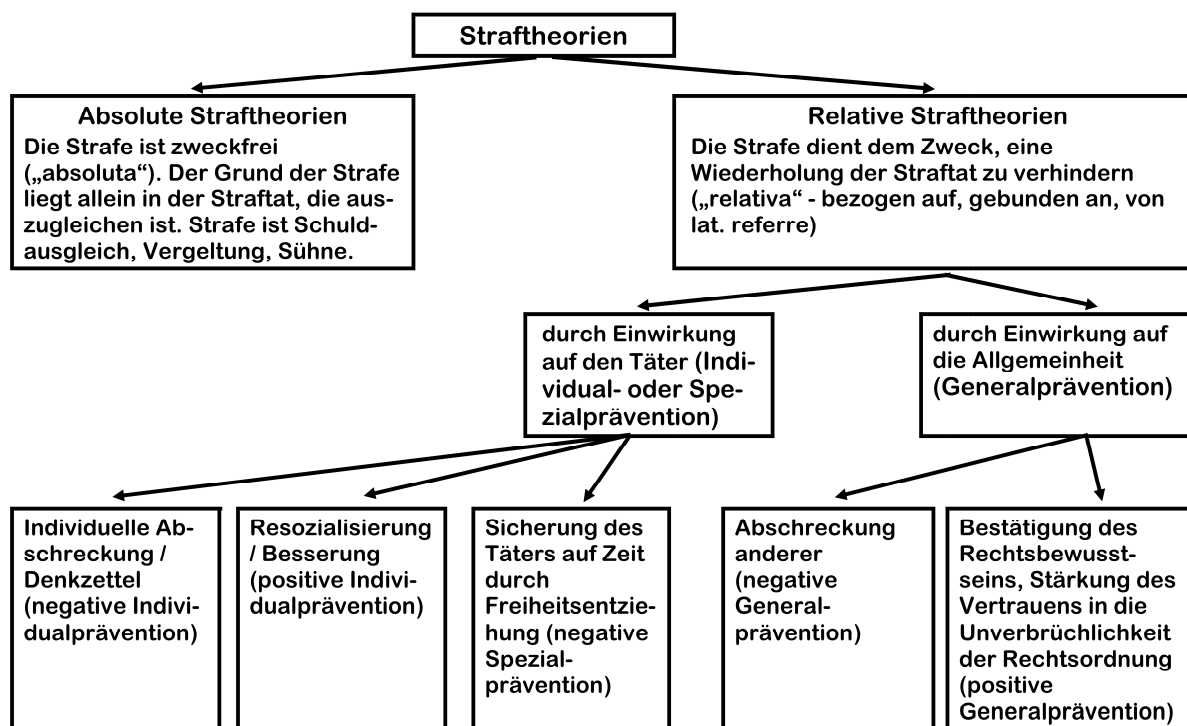 Straftheorien
Absolute Straftheorien
Die Strafe ist zweckfrei
(„absoluta“). Der Grund der Strafe
liegt allein in der Straftat, die aus-
zugleichen ist. Strafe ist Schuld-
ausgleich, Vergeltung, Sühne.
Relative Straftheorien
Die Strafe dient dem Zweck, eine
Wiederholung der Straftat zu verhindern
(„relativa“ - bezogen auf, gebunden an, von
lat. referre)
durch Einwirkung
auf den Täter (Indi-
vidual- oder Spe-
zialprävention)
durch Einwirkung auf
die Allgemeinheit
(Generalprävention)
Individuelle Ab-
schreckung /
Denkzettel
(negative Indivi-
dualprävention)
Resozialisierung
/ Besserung
(positive Indivi-
dualprävention)
Sicherung des
Täters auf Zeit
durch
Freiheitsentzie-
hung (negative
Spezial-
prävention)
Abschreckung
anderer
(negative
General-
prävention)
Bestätigung des
Rechtsbewusst-
seins, Stärkung des
Vertrauens in die
Unverbrüchlichkeit
der Rechtsordnung
(positive
Generalprävention)